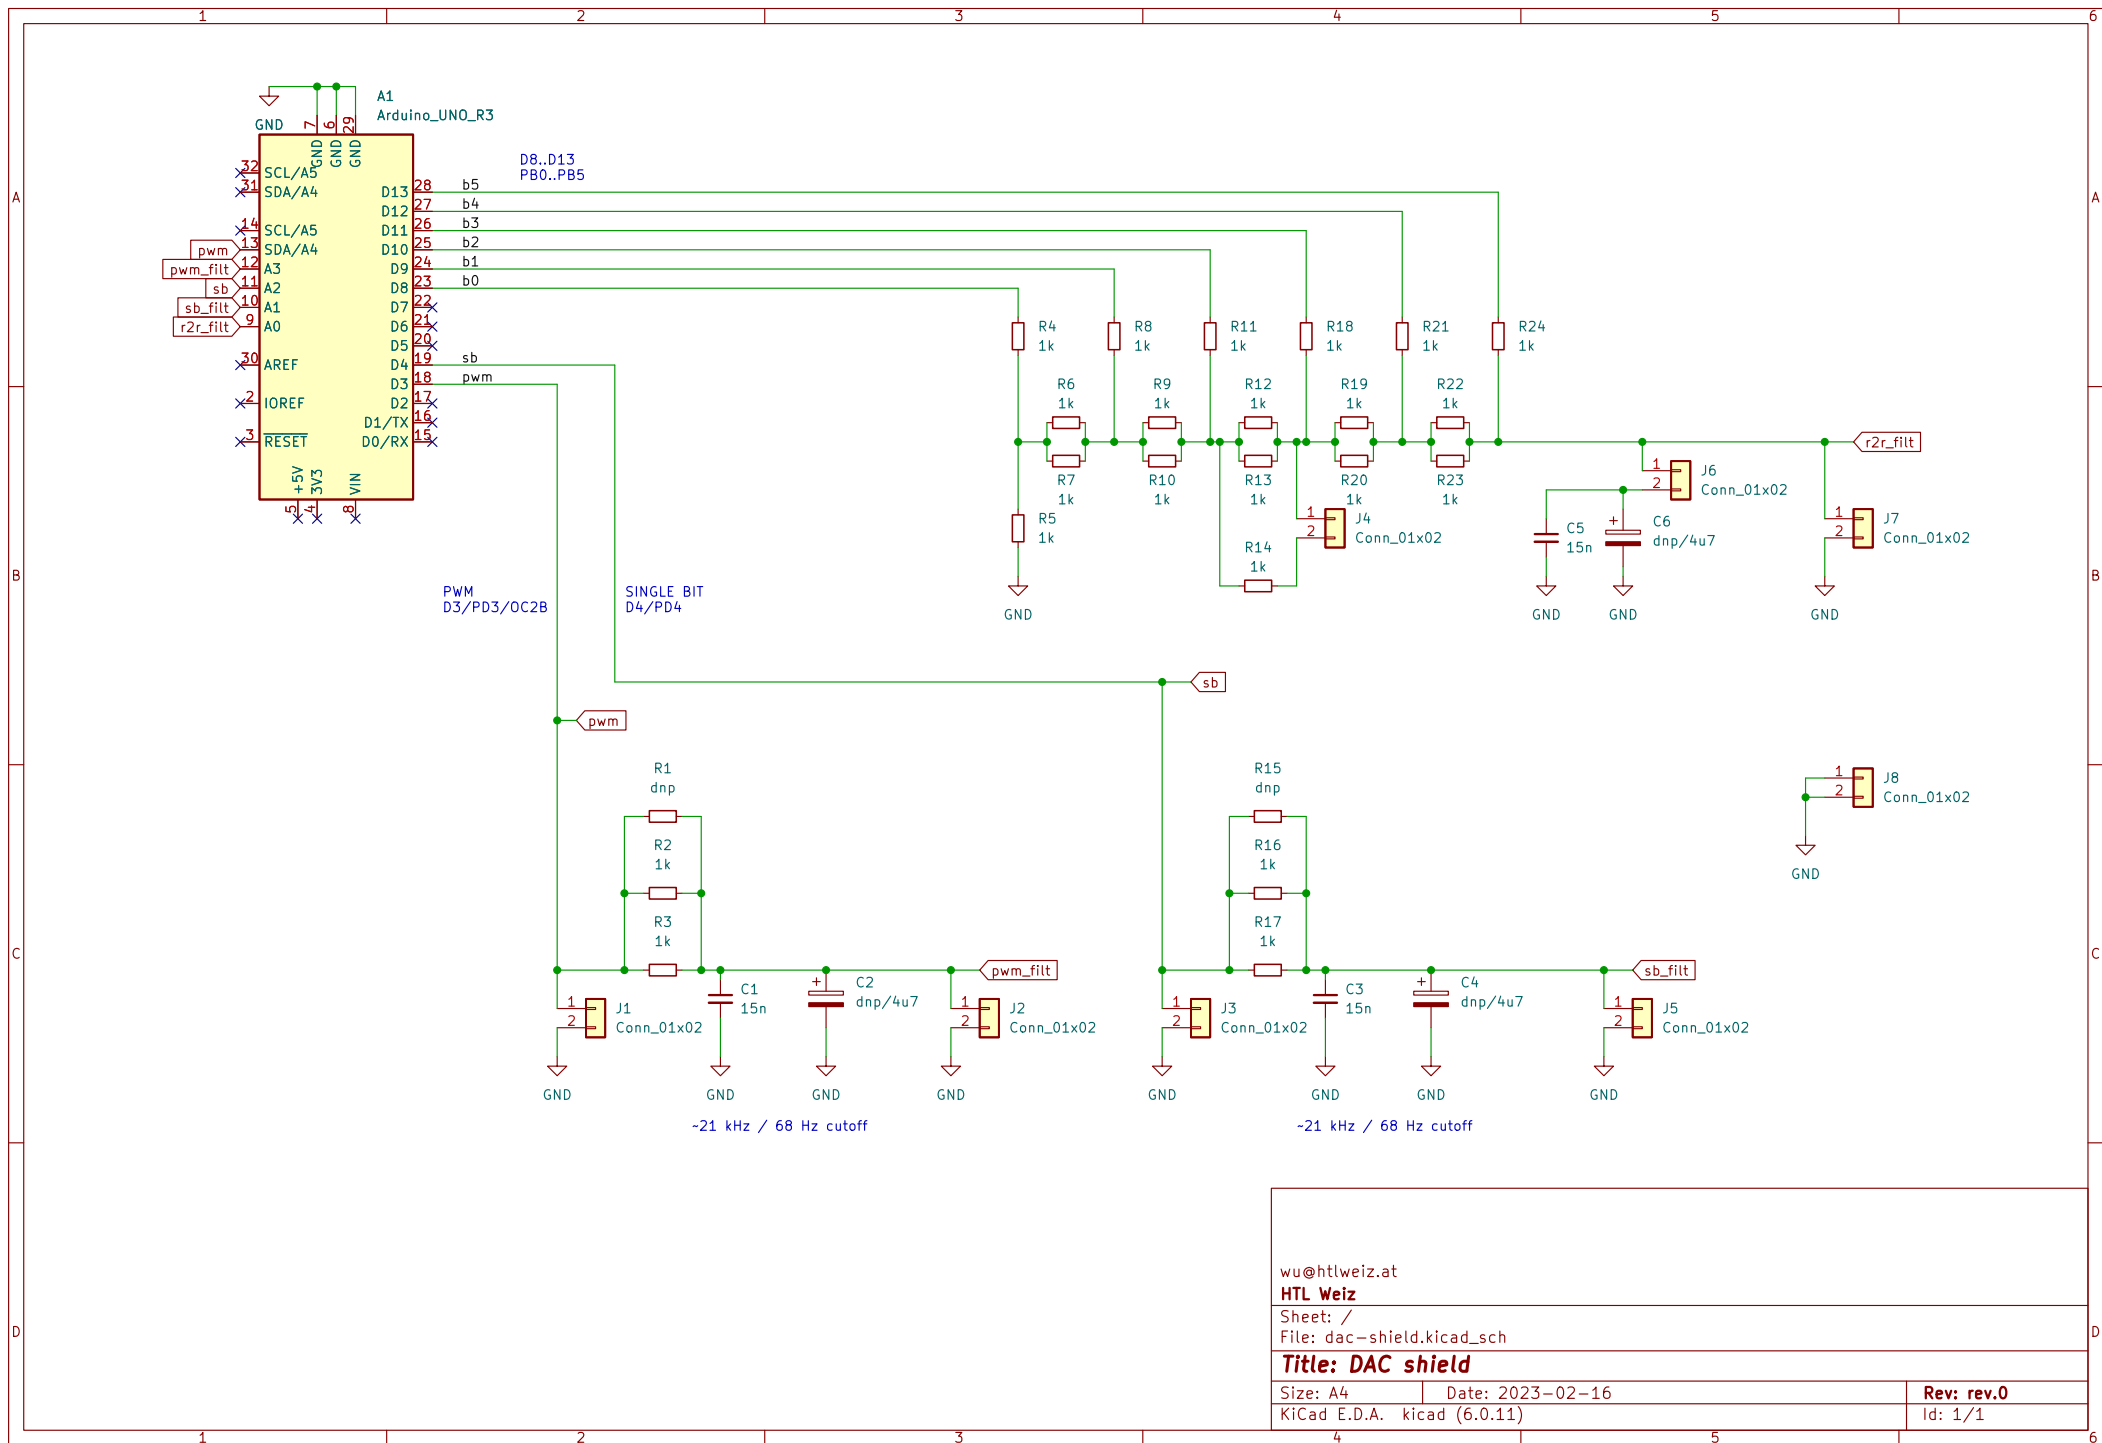 1 2 3 4 5 6
A1
Arduino_UNO_R3
GND
7 6 29
GND GND GND
32 SCL/A5
31 SDA/A4
14 SCL/A5
pwm 13 SDA/A4
pwm_filt 12 A3
sb 11 A2
sb_filt 10 A1
r2r_filt 9 A0
30 AREF
2 IOREF
3 RESET
+5V 3V3 VIN
5 4 8
D13 28 b5
D12 27 b4
D11 26 b3
D10 25 b2
D9 24 b1
D8 23 b0
D7 22
D6 21
D5 20
D4 19 sb
D3 18 pwm
D2 17
D1/TX 16
D0/RX 15
D8..D13
PB0..PB5
A A
R4 R8 R11 R18 R21 R24
1k 1k 1k 1k 1k 1k
R6 R9 R12 R19 R22
1k 1k 1k 1k 1k
R7 R10 R13 R20 R23
1k 1k 1k 1k 1k
r2r_filt
R5
1k
GND
R14
1k
1 J4
2 Conn_01x02
1 J6
2 Conn_01x02
C5
15n
GND
+ C6
dnp/4u7
GND
1 J7
2 Conn_01x02
GND
B B
PWM
D3/PD3/OC2B
SINGLE BIT
D4/PD4
sb
pwm
R1
dnp
R2
1k
R3
1k
pwm_filt
1 J1
2 Conn_01x02
GND
C1
15n
GND
+ C2
dnp/4u7
GND
1 J2
2 Conn_01x02
GND
~21 kHz / 68 Hz cutoff
R15
dnp
R16
1k
R17
1k
sb_filt
1 J3
2 Conn_01x02
GND
C3
15n
GND
+ C4
dnp/4u7
GND
1 J5
2 Conn_01x02
GND
~21 kHz / 68 Hz cutoff
1 J8
2 Conn_01x02
GND
C C
wu@htlweiz.at
HTL Weiz
Sheet: /
File: dac-shield.kicad_sch
Title: DAC shield
Size: A4 Date: 2023-02-16 Rev: rev.0
KiCad E.D.A. kicad (6.0.11) Id: 1/1
D D
1 2 3 4 5 6